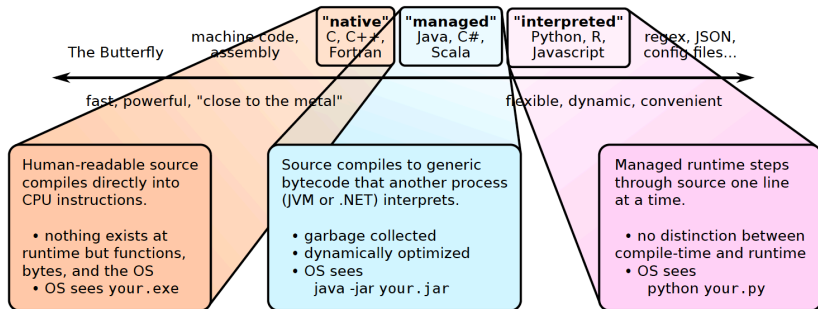 "native"
C, C++,
Fortran
"managed"
Java, C#,
Scala
"interpreted"
Python, R,
Javascript
The Butterfly
machine code,
assembly
regex, JSON,
config files...
fast, powerful, "close to the metal"
flexible, dynamic, convenient
Human-readable source
compiles directly into
CPU instructions.
• nothing exists at
runtime but functions,
bytes, and the OS
• OS sees your.exe
Source compiles to generic
bytecode that another process
(JVM or .NET) interprets.
• garbage collected
• dynamically optimized
• OS sees
java -jar your.jar
Managed runtime steps
through source one line
at a time.
• no distinction between
compile-time and runtime
• OS sees
python your.py